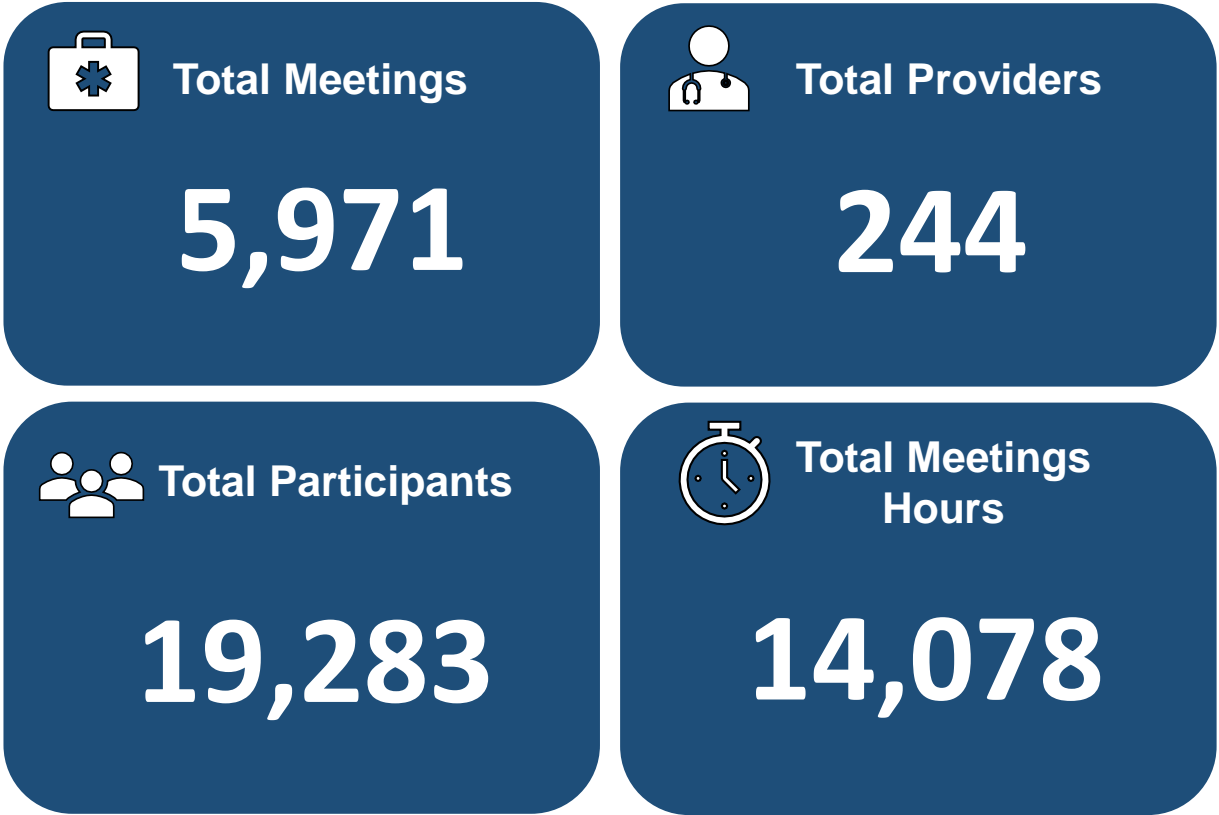 Total Meetings
5,971
Total Providers
244
Total Participants
19,283
Total Meetings
Hours
14,078